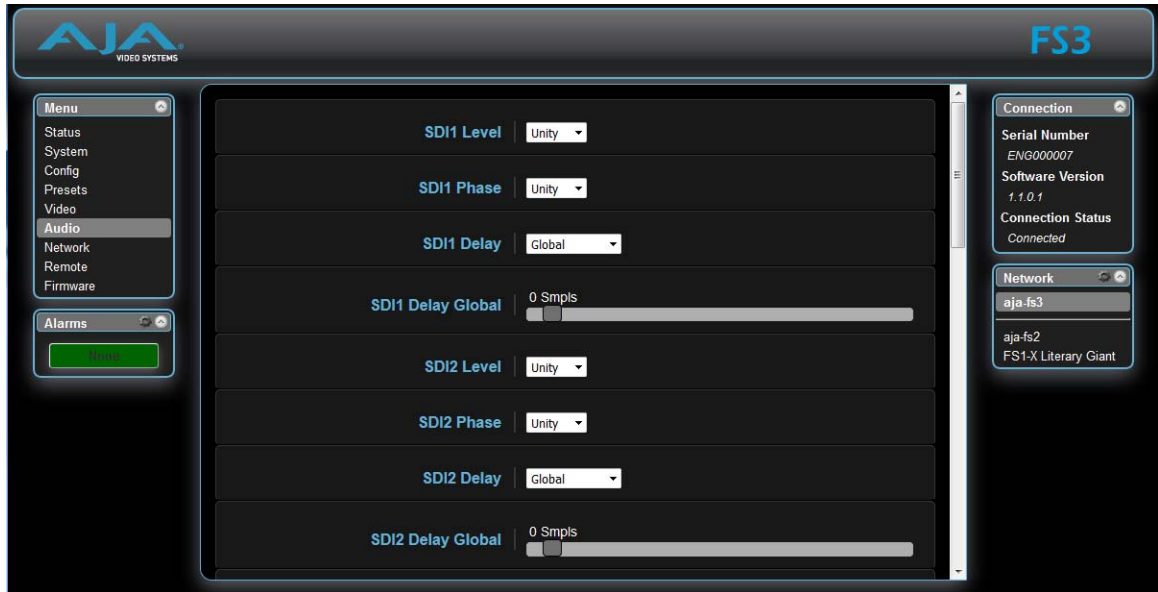 AJA®
VIDEO SYSTEMS
FS3
Menu
Status
System
Config
Presets
Video
Audio
Network
Remote
Firmware
Alarms
None
SDI1 Level
Unity
SDI1 Phase
Unity
SDI1 Delay
Global
SDI1 Delay Global
0 Smpls
SDI2 Level
Unity
SDI2 Phase
Unity
SDI2 Delay
Global
SDI2 Delay Global
0 Smpls
Connection
Serial Number
ENG000007
Software Version
1.1.0.1
Connection Status
Connected
Network
aja-fs3
aja-fs2
FS1-X Literary Giant